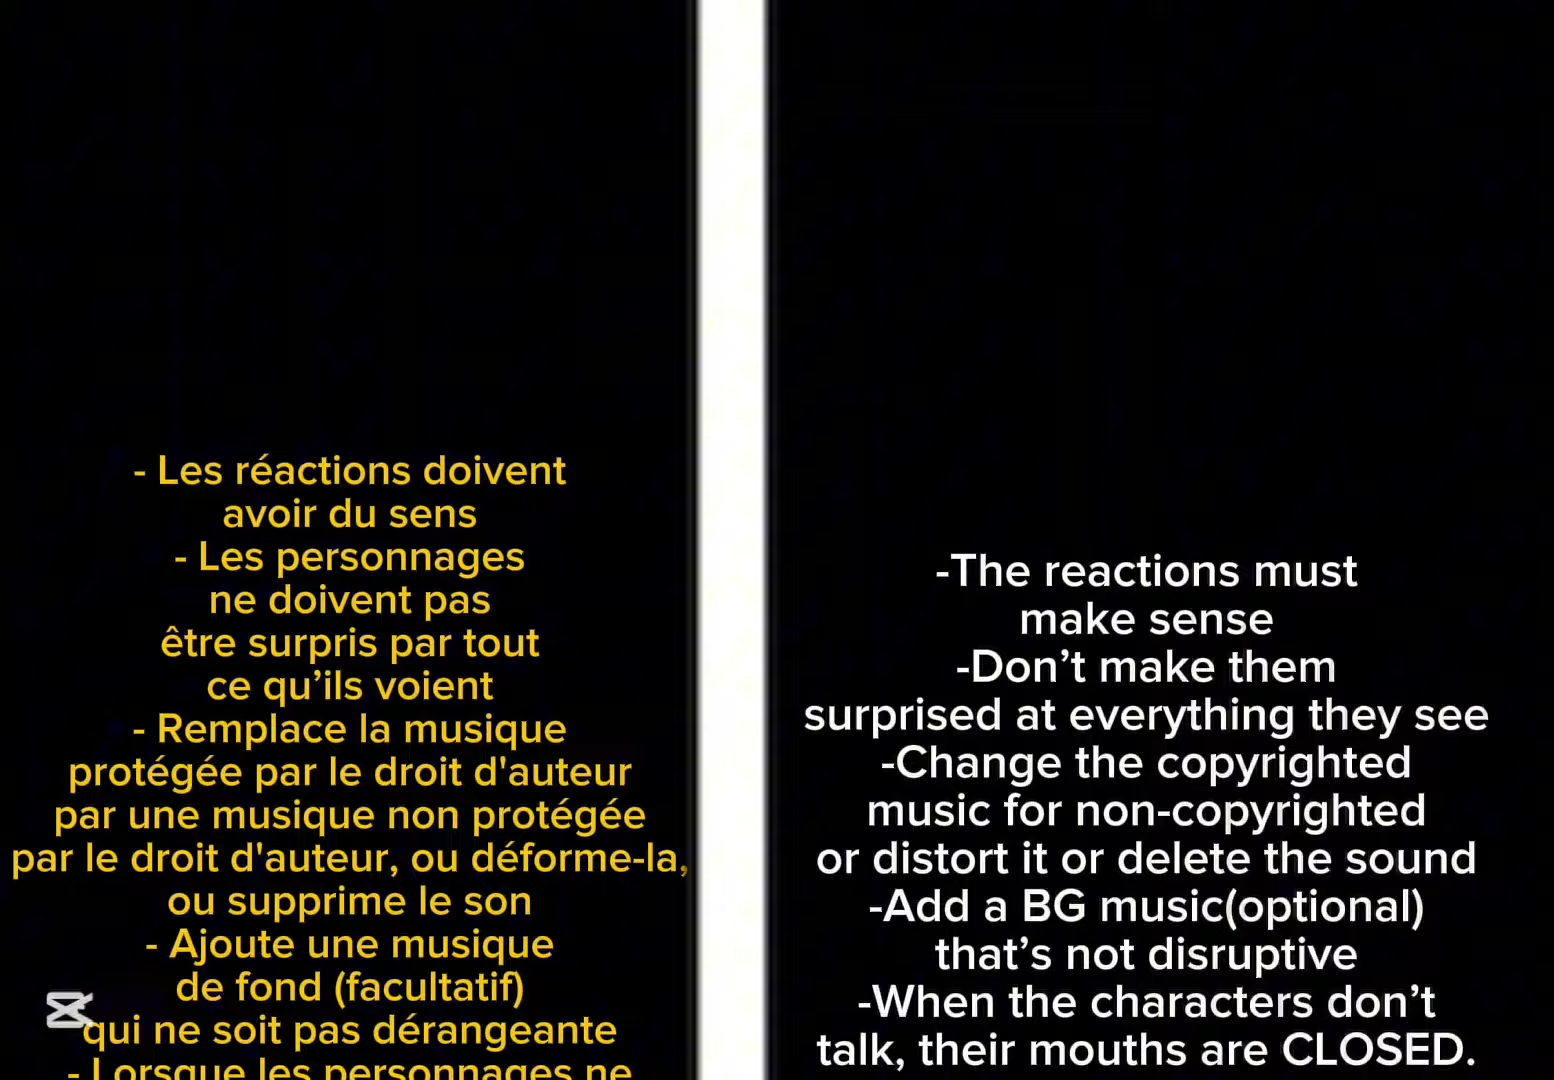 - Les réactions doivent
avoir du sens
- Les personnages
ne doivent pas
être surpris par tout
ce qu’ils voient
- Remplace la musique
protégée par le droit d'auteur
par une musique non protégée
par le droit d'auteur, ou déforme-la,
ou supprime le son
- Ajoute une musique
de fond (facultatif)
qui ne soit pas dérangeante
- Lorsque les personnages ne
-The reactions must
make sense
-Don’t make them
surprised at everything they see
-Change the copyrighted
music for non-copyrighted
or distort it or delete the sound
-Add a BG music(optional)
that’s not disruptive
-When the characters don’t
talk, their mouths are CLOSED.